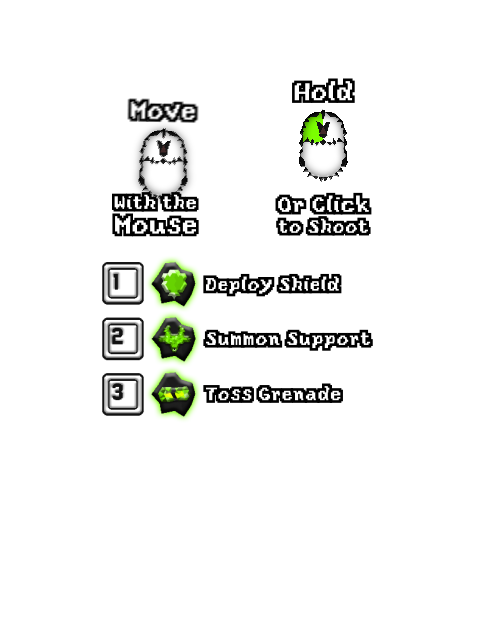 Move
With the
Mouse
Hold
Or Click
to Shoot
1 Deploy Shield
2 Summon Support
3 Toss Grenade